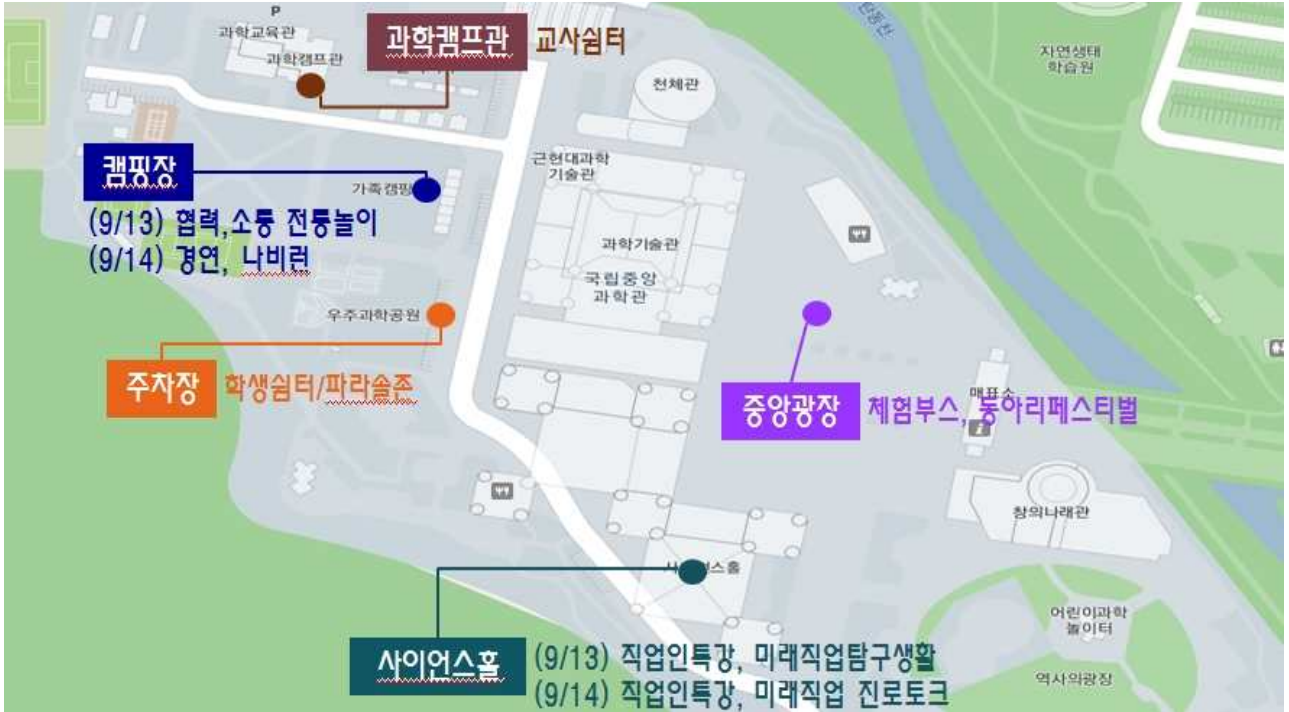 P
과학교육관
과학캠프관
과학캠프관 교사쉼터
천체관
탄동천
자연생태
학습원
근현대과학
기술관
캠핑장
가족캠핑
(9/13) 협력,소통 전통놀이
(9/14) 경연, 나비런
과학기술관
국립중앙
과학관
우주과학공원
주차장 학생쉼터/파라솔존
매표소
중앙광장 체험부스, 동아리페스티벌
창의나래관
어린이과학
놀이터
역사의광장
사이언스홀
(9/13) 직업인특강, 미래직업탐구생활
(9/14) 직업인특강, 미래직업 진로토크